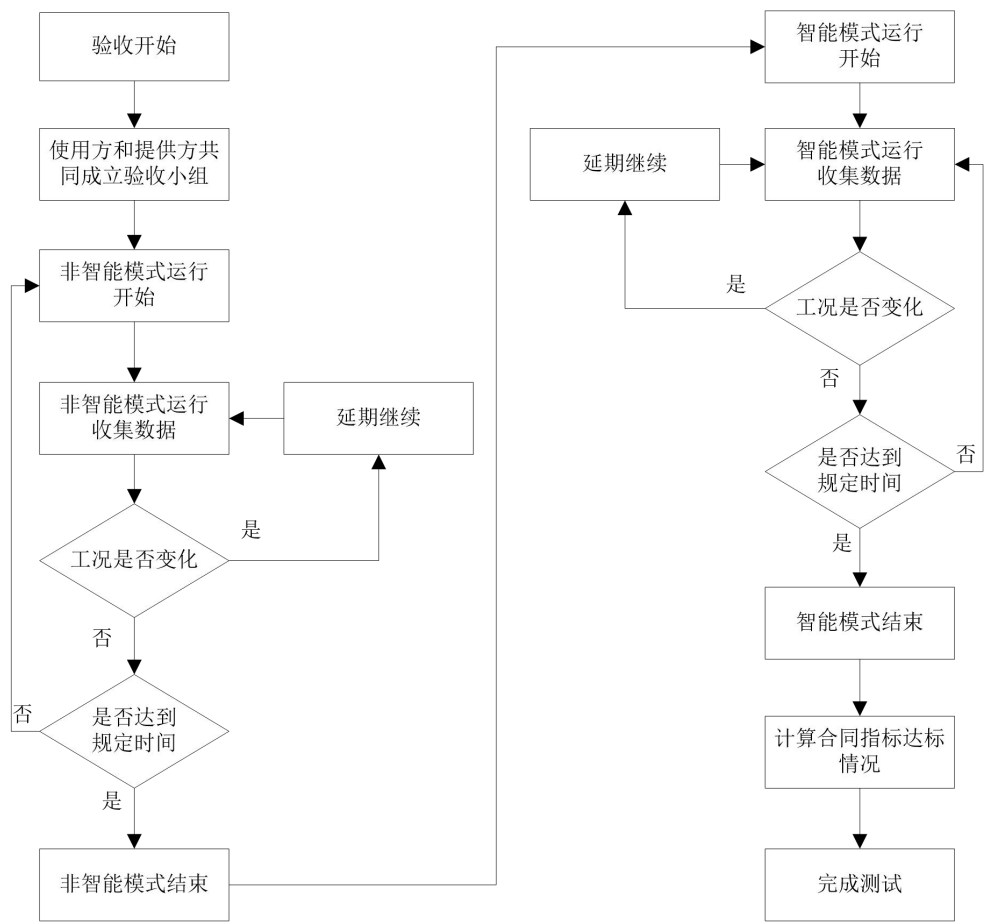 验收开始
使用方和提供方共
同成立验收小组
非智能模式运行
开始
非智能模式运行
收集数据
延期继续
是
工况是否变化
否
否
是否达到
规定时间
是
非智能模式结束
智能模式运行
开始
延期继续
智能模式运行
收集数据
是
工况是否变化
否
是否达到
规定时间
否
是
智能模式结束
计算合同指标达标
情况
完成测试